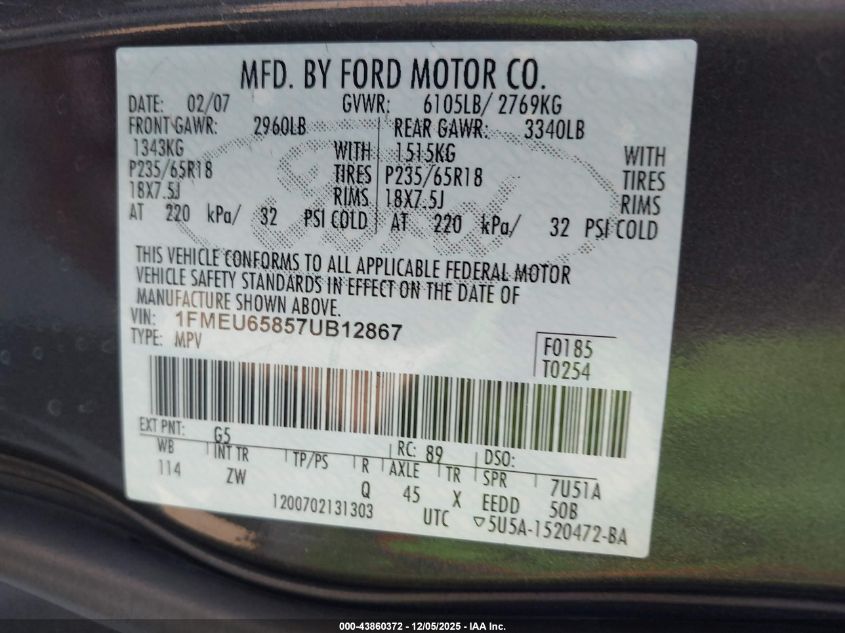 MFD. BY FORD MOTOR CO.
DATE: 02/07 GVWR: 6105LB/ 2769KG
FRONT GAWR: 2960LB REAR GAWR: 3340LB
1343KG WITH 1515KG WITH
P235/65R18 TIRES P235/65R18 TIRES
18X7.5J RIMS 18X7.5J RIMS
AT 220 kPa/ 32 PSI COLD AT 220 kPa/ 32 PSI COLD
THIS VEHICLE CONFORMS TO ALL APPLICABLE FEDERAL MOTOR
VEHICLE SAFETY STANDARDS IN EFFECT ON THE DATE OF
MANUFACTURE SHOWN ABOVE.
VIN: 1FMEU65857UB12867
TYPE: MPV
F0185
T0254
EXT PNT: G5 RC: 89 DSO:
WB INT TR TP/PS R AXLE TR SPR 7U51A
114 ZW Q 45 X EEDD 50B
1200702131303 UTC ▽5U5A-1520472-BA
Ford
000-43860372 | 12/05/2025 - IAA Inc.